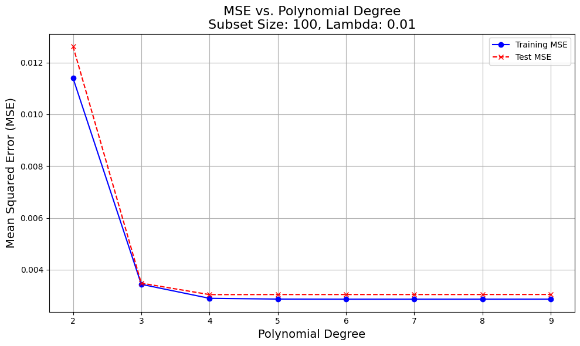 MSE vs. Polynomial Degree
Subset Size: 100, Lambda: 0.01
Training MSE
Test MSE
Mean Squared Error (MSE)
0.012
0.010
0.008
0.006
0.004
2 3 4 5 6 7 8 9
Polynomial Degree